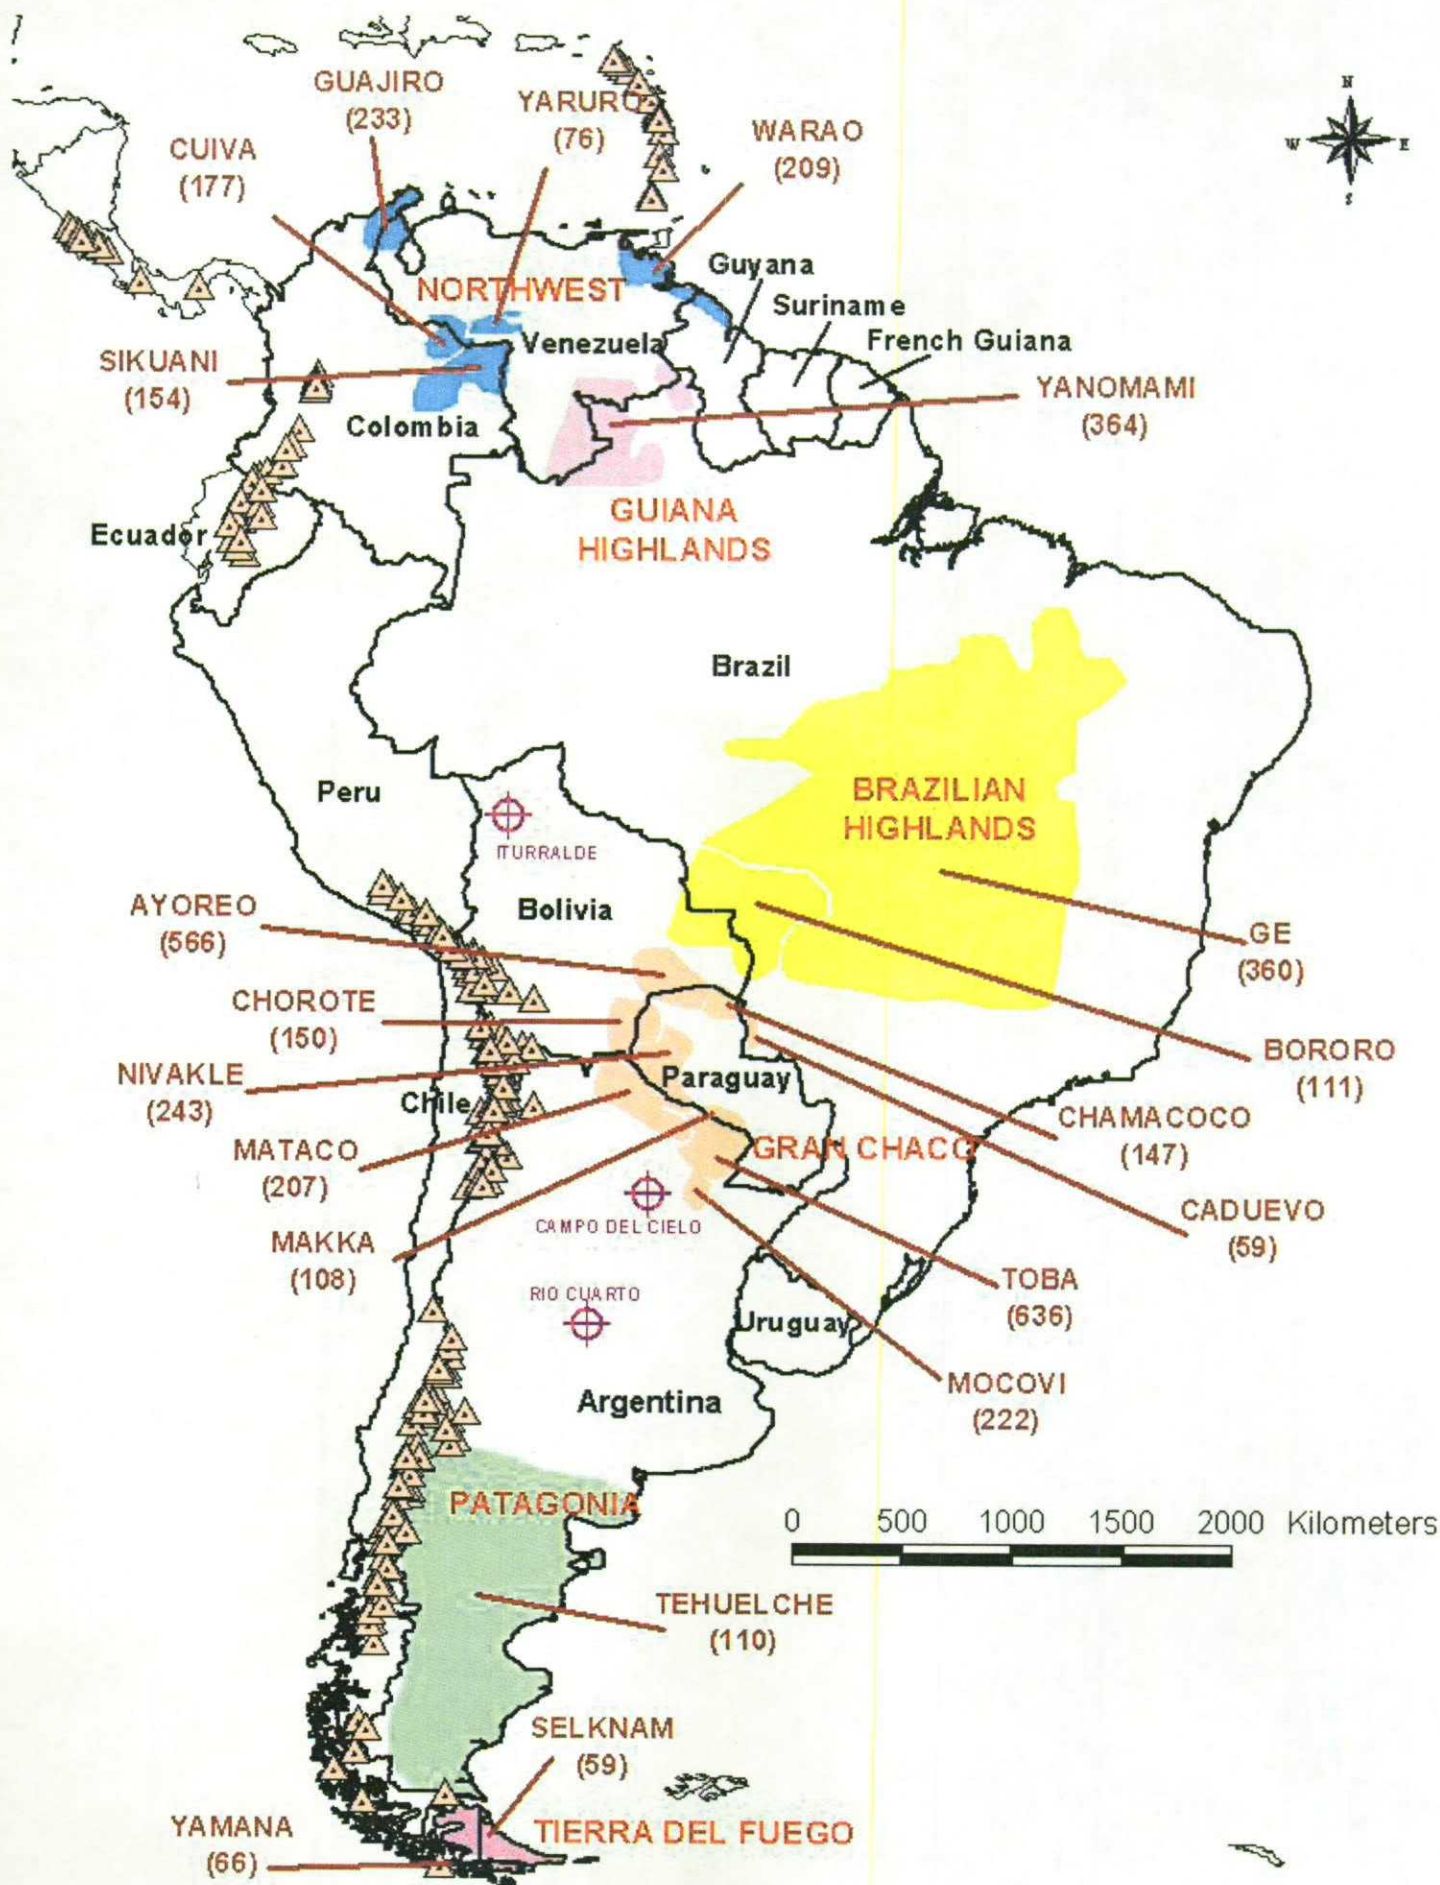 N
W
E
S
GUAJIRO
(233)
YARURO
(76)
WARAO
(209)
CUIVA
(177)
Guyana
NORTHWEST
Suriname
Venezuela
French Guiana
SIKUANI
(154)
YANOMAMI
(364)
Colombia
GUIANA
HIGHLANDS
Ecuador
Brazil
Peru
BRAZILIAN
HIGHLANDS
ITURRALDE
AYOREO
(566)
Bolivia
GE
(360)
CHOROTE
(150)
BORORO
(111)
NIVAKLE
(243)
Paraguay
Chile
CHAMACOCO
(147)
MATACO
(207)
GRAN CHACO
CADUEVO
(59)
CAMPO DEL CIELO
MAKKA
(108)
TOBA
(636)
RIO CUARTO
Uruguay
MOCOVI
(222)
Argentina
PATAGONIA
0 500 1000 1500 2000 Kilometers
TEHUELCHE
(110)
SELKNAM
(59)
YAMANA
(66)
TIERRA DEL FUEGO